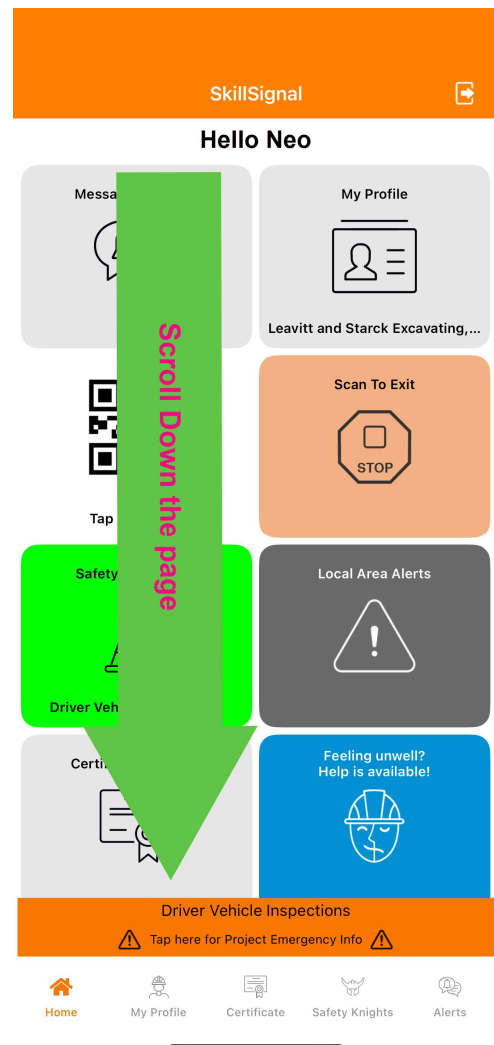 SkillSignal
Hello Neo
Messa
My Profile
Leavitt and Starck Excavating,...
Scroll Down the page
Scan To Exit
STOP
Tap
Safety
Local Area Alerts
Driver Veh
Certi
Feeling unwell?
Help is available!
Driver Vehicle Inspections
Tap here for Project Emergency Info
Home
My Profile
Certificate
Safety Knights
Alerts